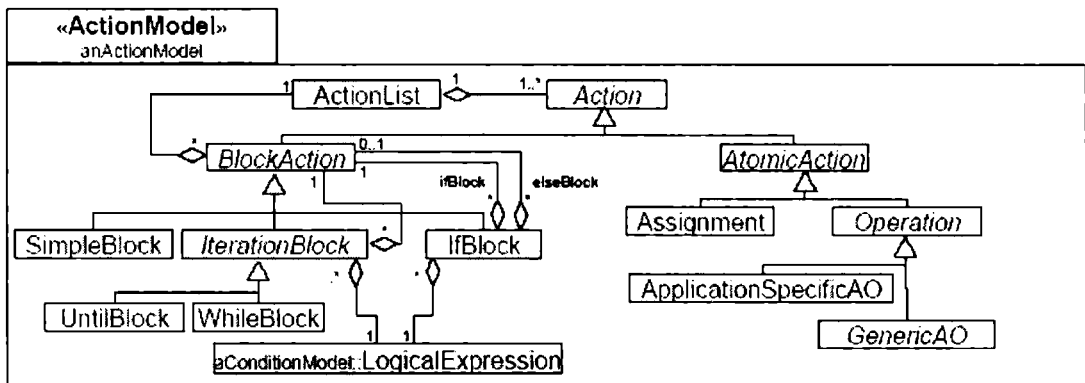 «ActionModel»
anActionModel
1 ActionList 1 1..* Action
* BlockAction 0..1 AtomicAction
1 1 ifBlock elseBlock
* * Assignment Operation
SimpleBlock IterationBlock * IfBlock
* * ApplicationSpecificAO
UntilBlock WhileBlock
1 1 GenericAO
aConditionModel::LogicalExpression